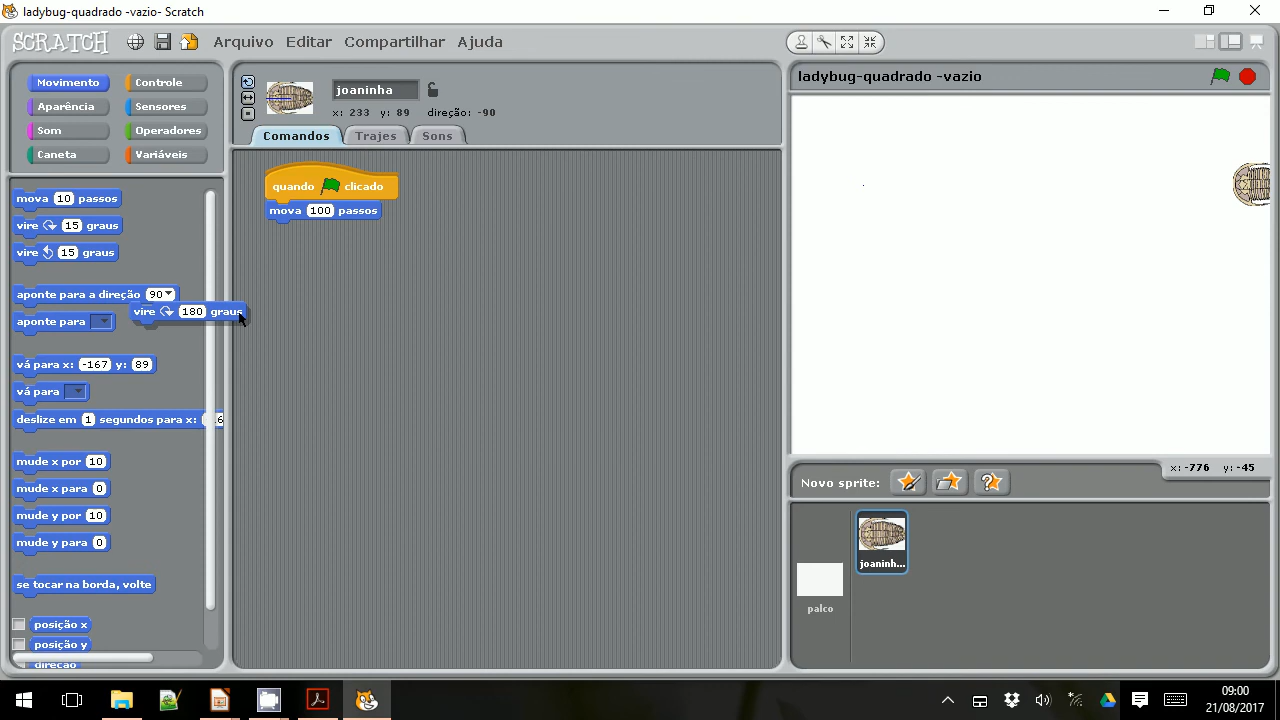 ladybug-quadrado -vazio- Scratch
SCRATCH
Arquivo Editar Compartilhar Ajuda
Movimento Controle
Aparência Sensores
Som Operadores
Caneta Variáveis
mova 10 passos
vire 15 graus
vire 15 graus
aponte para a direção 90
vire 180 graus
aponte para
vá para x: -167 y: 89
vá para
deslize em 1 segundos para x:
mude x por 10
mude x para 0
mude y por 10
mude y para 0
se tocar na borda, volte
posição x
posição y
direção
joaninha
x: 233 y: 89 direção: -90
Comandos Trajes Sons
quando clicado
mova 100 passos
ladybug-quadrado -vazio
x: -776 y: -45
Novo sprite:
joaninh...
palco
09:00
21/08/2017